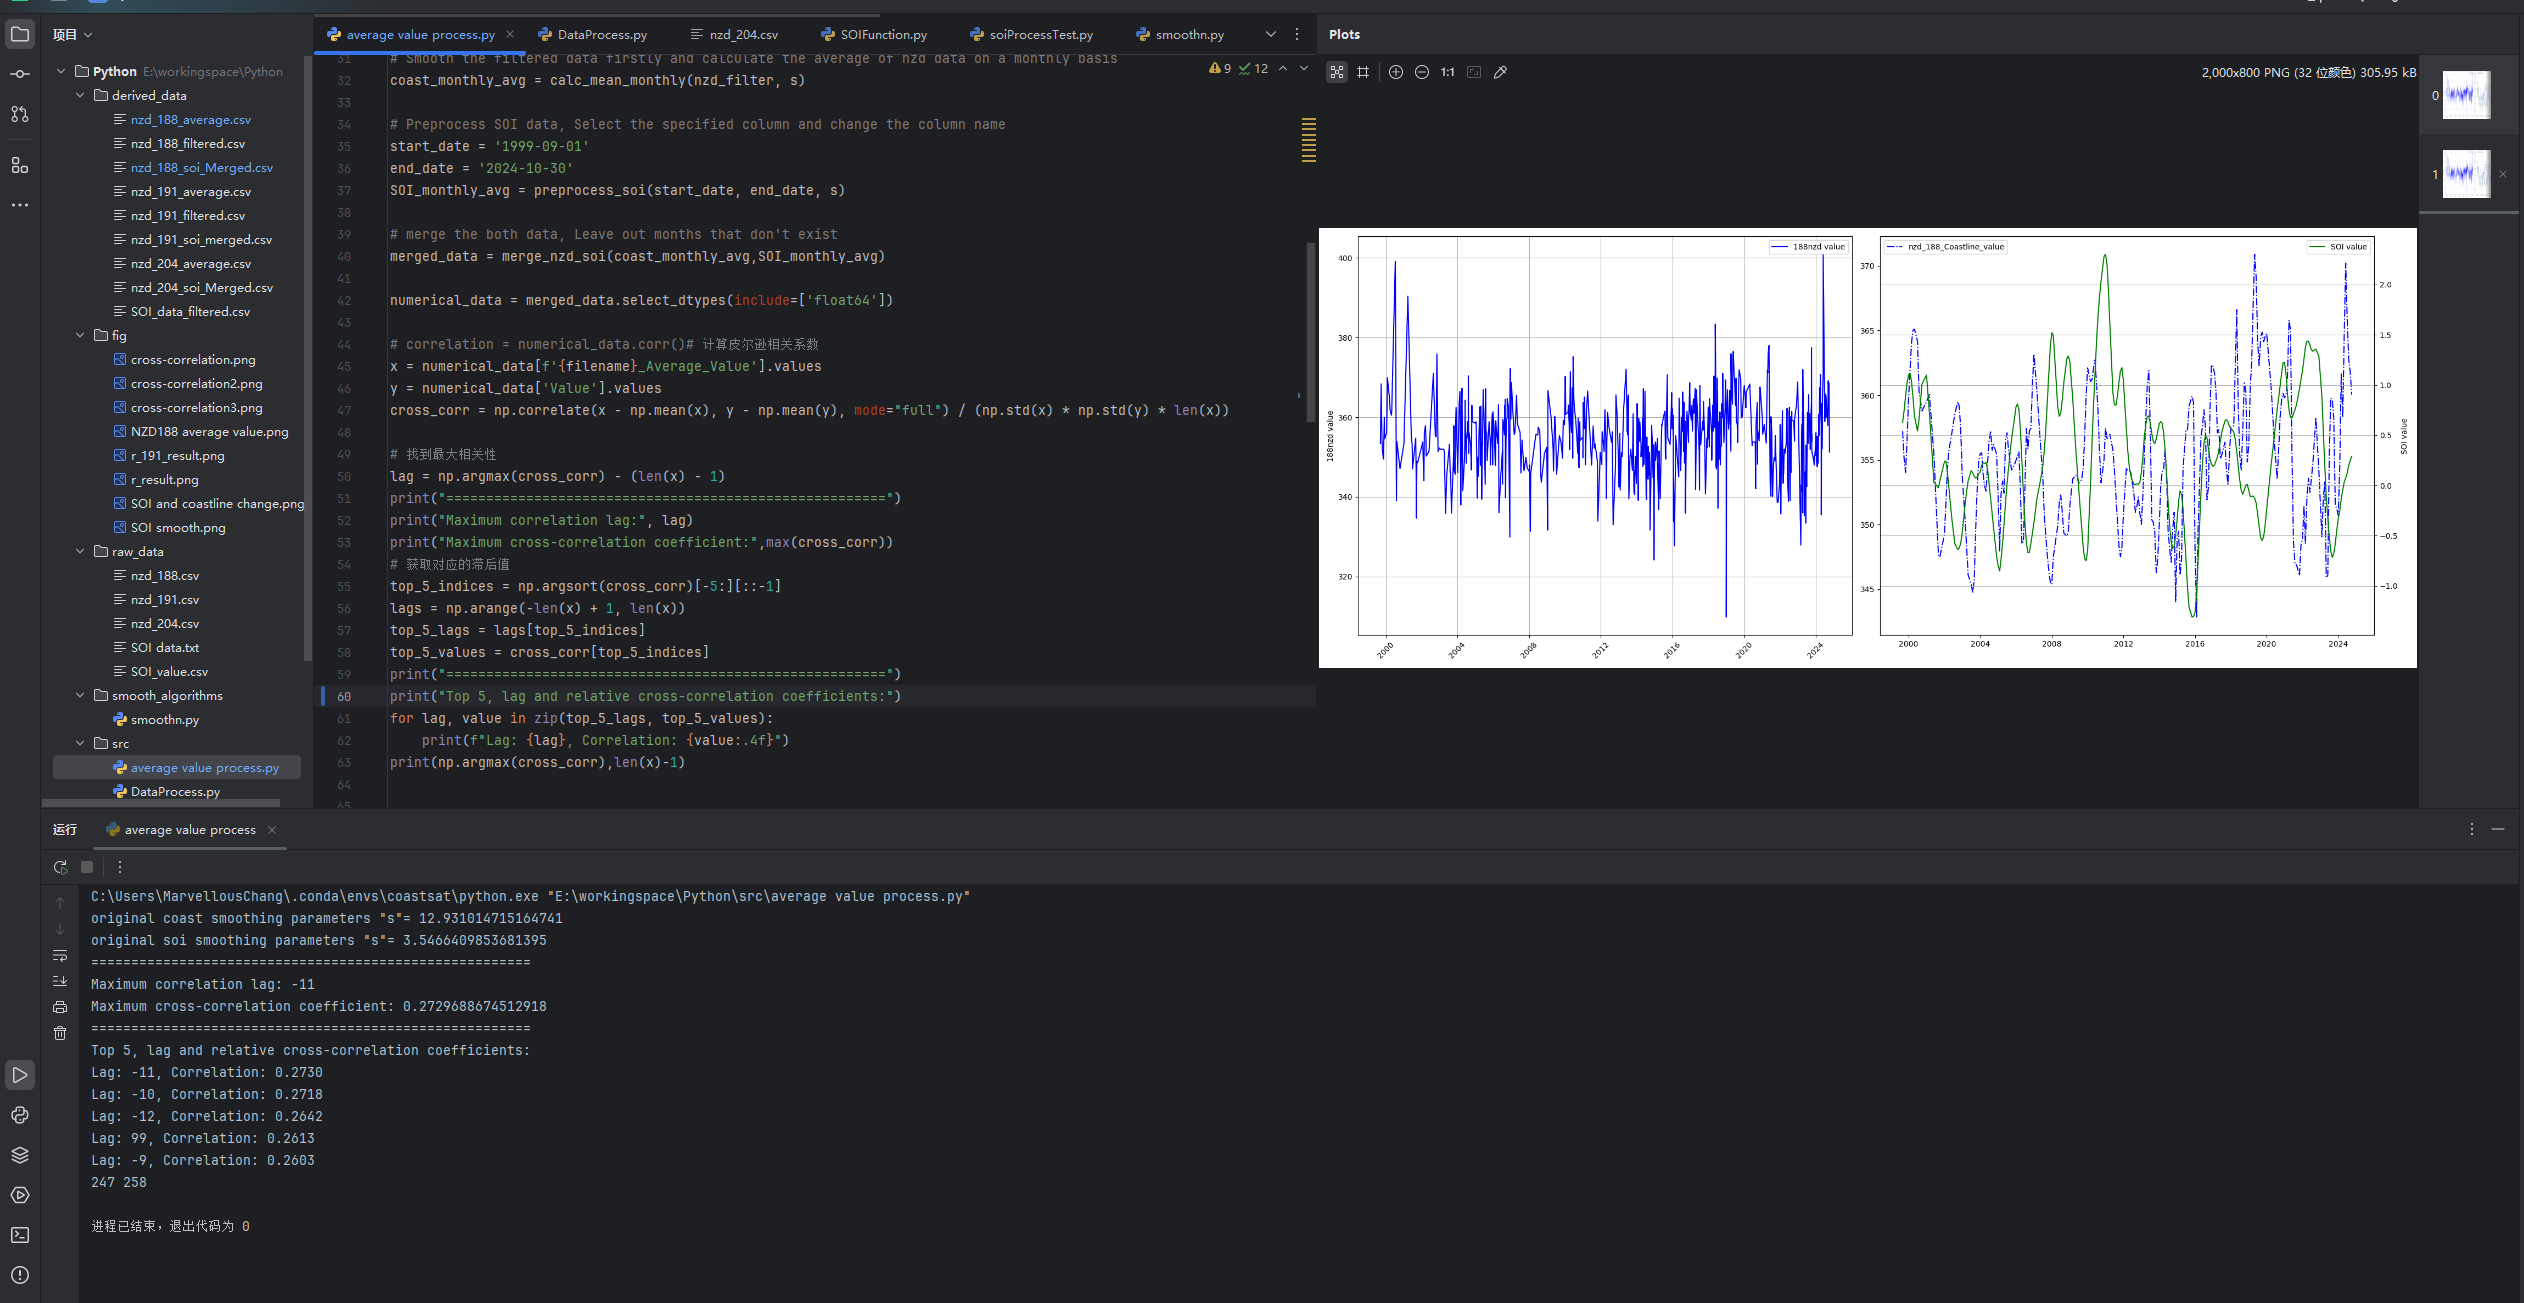 项目
average value process.py
DataProcess.py
nzd_204.csv
SOIFunction.py
soiProcessTest.py
smoothn.py
Plots
Python E:\workingspace\Python
derived_data
nzd_188_average.csv
nzd_188_filtered.csv
nzd_188_soi_Merged.csv
nzd_191_average.csv
nzd_191_filtered.csv
nzd_191_soi_merged.csv
nzd_204_average.csv
nzd_204_soi_Merged.csv
SOI_data_filtered.csv
fig
cross-correlation.png
cross-correlation2.png
cross-correlation3.png
NZD188 average value.png
r_191_result.png
r_result.png
SOI and coastline change.png
SOI smooth.png
raw_data
nzd_188.csv
nzd_191.csv
nzd_204.csv
SOI data.txt
SOI_value.csv
smooth_algorithms
smoothn.py
src
average value process.py
DataProcess.py
9 12
31 # Smooth the filtered data firstly and calculate the average of nzd data on a monthly basis
32 coast_monthly_avg = calc_mean_monthly(nzd_filter, s)
33
34 # Preprocess SOI data, Select the specified column and change the column name
35 start_date = '1999-09-01'
36 end_date = '2024-10-30'
37 SOI_monthly_avg = preprocess_soi(start_date, end_date, s)
38
39 # merge the both data, Leave out months that don't exist
40 merged_data = merge_nzd_soi(coast_monthly_avg,SOI_monthly_avg)
41
42 numerical_data = merged_data.select_dtypes(include=['float64'])
43
44 # correlation = numerical_data.corr()# 计算皮尔逊相关系数
45 x = numerical_data[f'{filename}_Average_Value'].values
46 y = numerical_data['Value'].values
47 cross_corr = np.correlate(x - np.mean(x), y - np.mean(y), mode="full") / (np.std(x) * np.std(y) * len(x))
48
49 # 找到最大相关性
50 lag = np.argmax(cross_corr) - (len(x) - 1)
51 print("=======================================================")
52 print("Maximum correlation lag:", lag)
53 print("Maximum cross-correlation coefficient:",max(cross_corr))
54 # 获取对应的滞后值
55 top_5_indices = np.argsort(cross_corr)[-5:][::-1]
56 lags = np.arange(-len(x) + 1, len(x))
57 top_5_lags = lags[top_5_indices]
58 top_5_values = cross_corr[top_5_indices]
59 print("=======================================================")
60 print("Top 5, lag and relative cross-correlation coefficients:")
61 for lag, value in zip(top_5_lags, top_5_values):
62 print(f"Lag: {lag}, Correlation: {value:.4f}")
63 print(np.argmax(cross_corr),len(x)-1)
64
65
1:1
2,000x800 PNG (32 位颜色) 305.95 kB
0
1
188nzd value
400
380
360
340
320
188nzd value
2000 2004 2008 2012 2016 2020 2024
nzd_188_Coastline_value
SOI value
370
365
360
355
350
345
2.0
1.5
1.0
0.5
0.0
−0.5
−1.0
SOI value
2000 2004 2008 2012 2016 2020 2024
运行
average value process
C:\Users\MarvellousChang\.conda\envs\coastsat\python.exe "E:\workingspace\Python\src\average value process.py"
original coast smoothing parameters "s"= 12.931014715164741
original soi smoothing parameters "s"= 3.5466409853681395
=======================================================
Maximum correlation lag: -11
Maximum cross-correlation coefficient: 0.2729688674512918
=======================================================
Top 5, lag and relative cross-correlation coefficients:
Lag: -11, Correlation: 0.2730
Lag: -10, Correlation: 0.2718
Lag: -12, Correlation: 0.2642
Lag: 99, Correlation: 0.2613
Lag: -9, Correlation: 0.2603
247 258
进程已结束，退出代码为 0